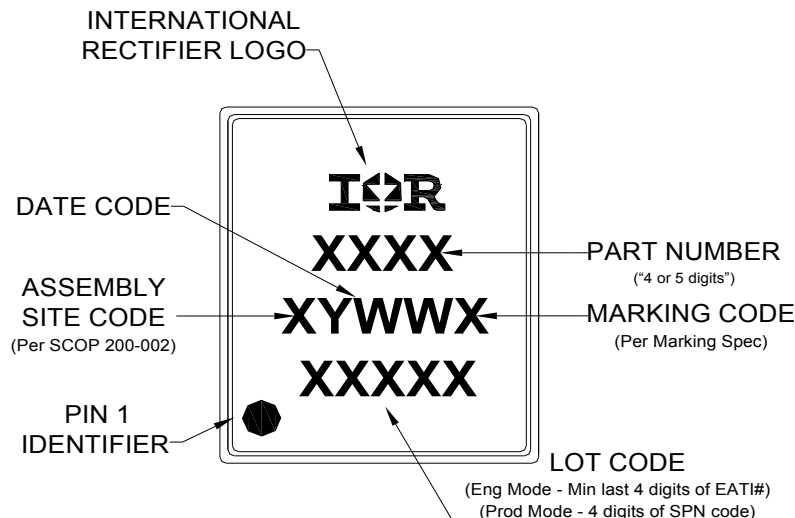 INTERNATIONAL
RECTIFIER LOGO
IOR
DATE CODE
XXXX
PART NUMBER
(“4 or 5 digits”)
ASSEMBLY
SITE CODE
(Per SCOP 200-002)
XYWWX
MARKING CODE
(Per Marking Spec)
XXXXX
PIN 1
IDENTIFIER
LOT CODE
(Eng Mode - Min last 4 digits of EATI#)
(Prod Mode - 4 digits of SPN code)